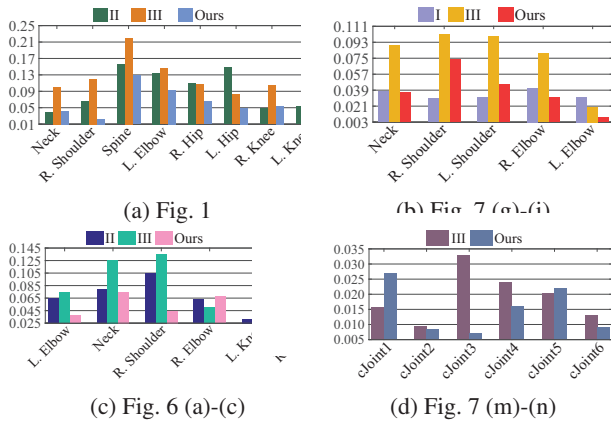 II III Ours
0.25
0.21
0.17
0.13
0.09
0.05
0.01
Neck
R. Shoulder
Spine
L. Elbow
R. Hip
L. Hip
R. Knee
(a) Fig. 1
I III Ours
0.111
0.093
0.075
0.057
0.039
0.021
0.003
Neck
R. Shoulder
L. Shoulder
R. Elbow
L. Elbow
(b) Fig. 7 (g)-(i)
II III Ours
0.145
0.125
0.105
0.085
0.065
0.045
0.025
L. Elbow
Neck
R. Shoulder
R. Elbow
(c) Fig. 6 (a)-(c)
III Ours
0.035
0.030
0.025
0.020
0.015
0.010
0.005
cJoint1
cJoint2
cJoint3
cJoint4
cJoint5
cJoint6
(d) Fig. 7 (m)-(n)